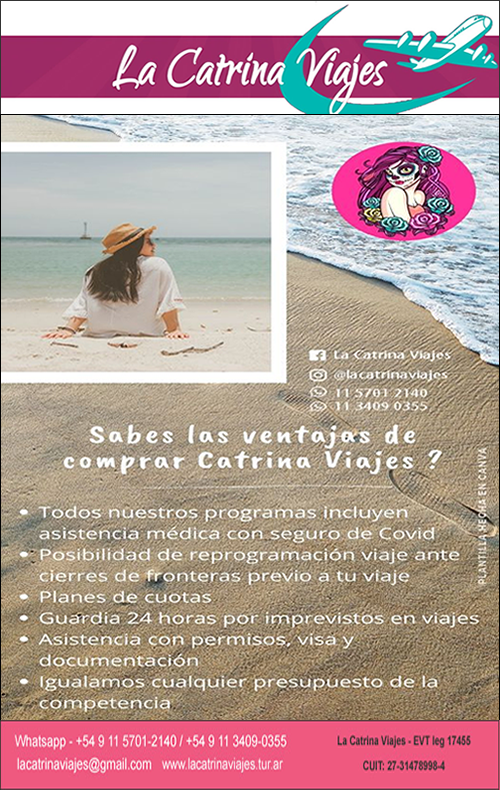 La Catrina Viajes
La Catrina Viajes
@lacatrinaviajes
11 5701 2140
11 3409 0355
Sabes las ventajas de
comprar Catrina Viajes ?
PLANTILLA HECHA EN CANVA
• Todos nuestros programas incluyen
asistencia médica con seguro de Covid
• Posibilidad de reprogramación viaje ante
cierres de fronteras previo a tu viaje
• Planes de cuotas
• Guardia 24 horas por imprevistos en viajes
• Asistencia con permisos, visa y
documentación
• Igualamos cualquier presupuesto de la
competencia
Whatsapp - +54 9 11 5701-2140 / +54 9 11 3409-0355
lacatrinaviajes@gmail.com www.lacatrinaviajes.tur.ar
La Catrina Viajes - EVT leg 17455
CUIT: 27-31478998-4